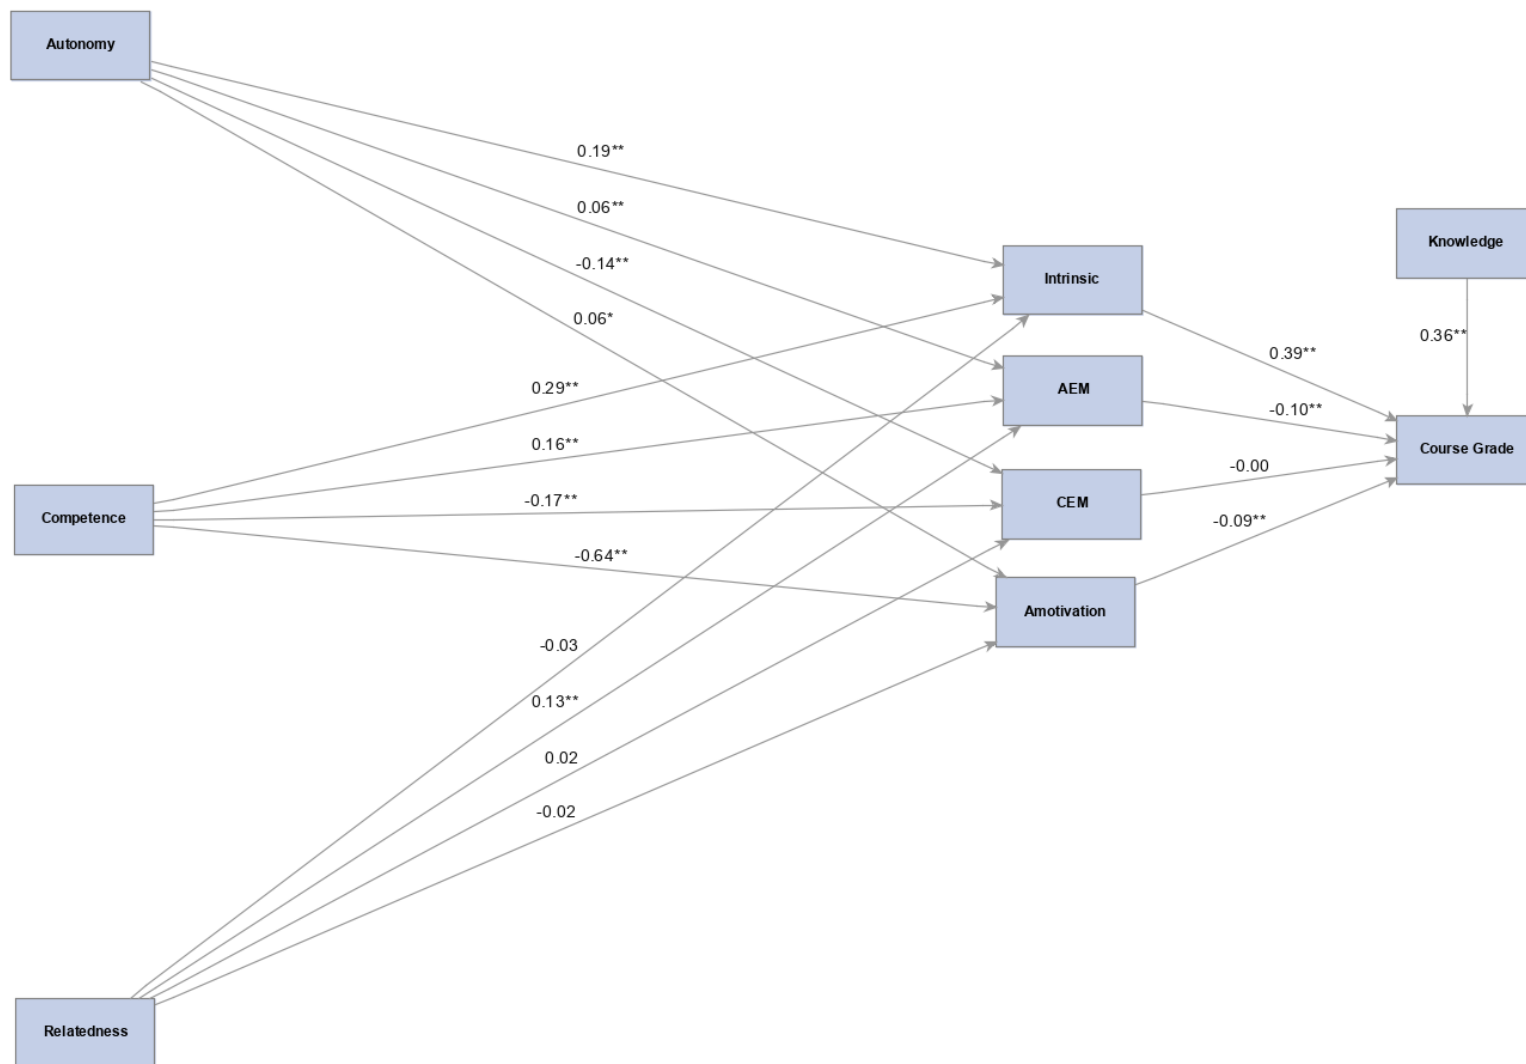 Autonomy
0.19**
0.06**
Knowledge
-0.14**
Intrinsic
0.06*
0.36**
0.39**
0.29**
AEM
-0.10**
0.16**
Course Grade
-0.00
-0.17**
CEM
Competence
-0.09**
-0.64**
Amotivation
-0.03
0.13**
0.02
-0.02
Relatedness